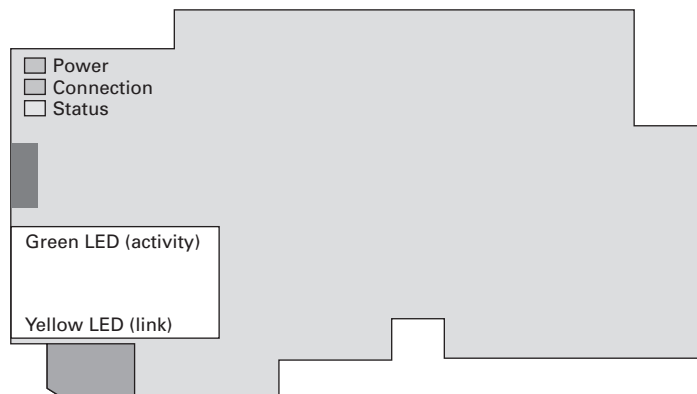 Power
Connection
Status
Green LED (activity)
Yellow LED (link)